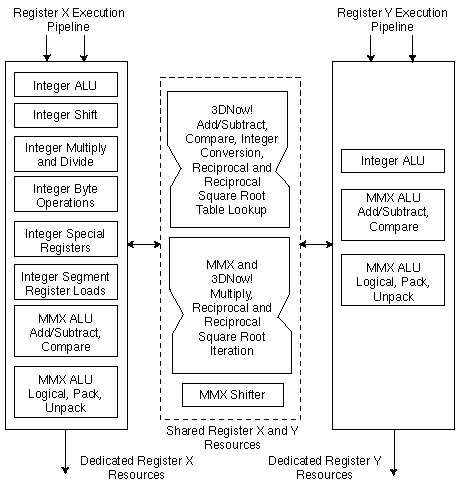 Register X Execution
Pipeline
Register Y Execution
Pipeline
Integer ALU
Integer Shift
Integer Multiply
and Divide
Integer Byte
Operations
Integer Special
Registers
Integer Segment
Register Loads
MMX ALU
Add/Subtract,
Compare
MMX ALU
Logical, Pack,
Unpack
3DNow!
Add/Subtract,
Compare, Integer
Conversion,
Reciprocal and
Reciprocal
Square Root
Table Lookup
MMX and
3DNow!
Multiply,
Reciprocal and
Reciprocal
Square Root
Iteration
MMX Shifter
Integer ALU
MMX ALU
Add/Subtract,
Compare
MMX ALU
Logical, Pack,
Unpack
Shared Register X and Y
Resources
Dedicated Register X
Resources
Dedicated Register Y
Resources